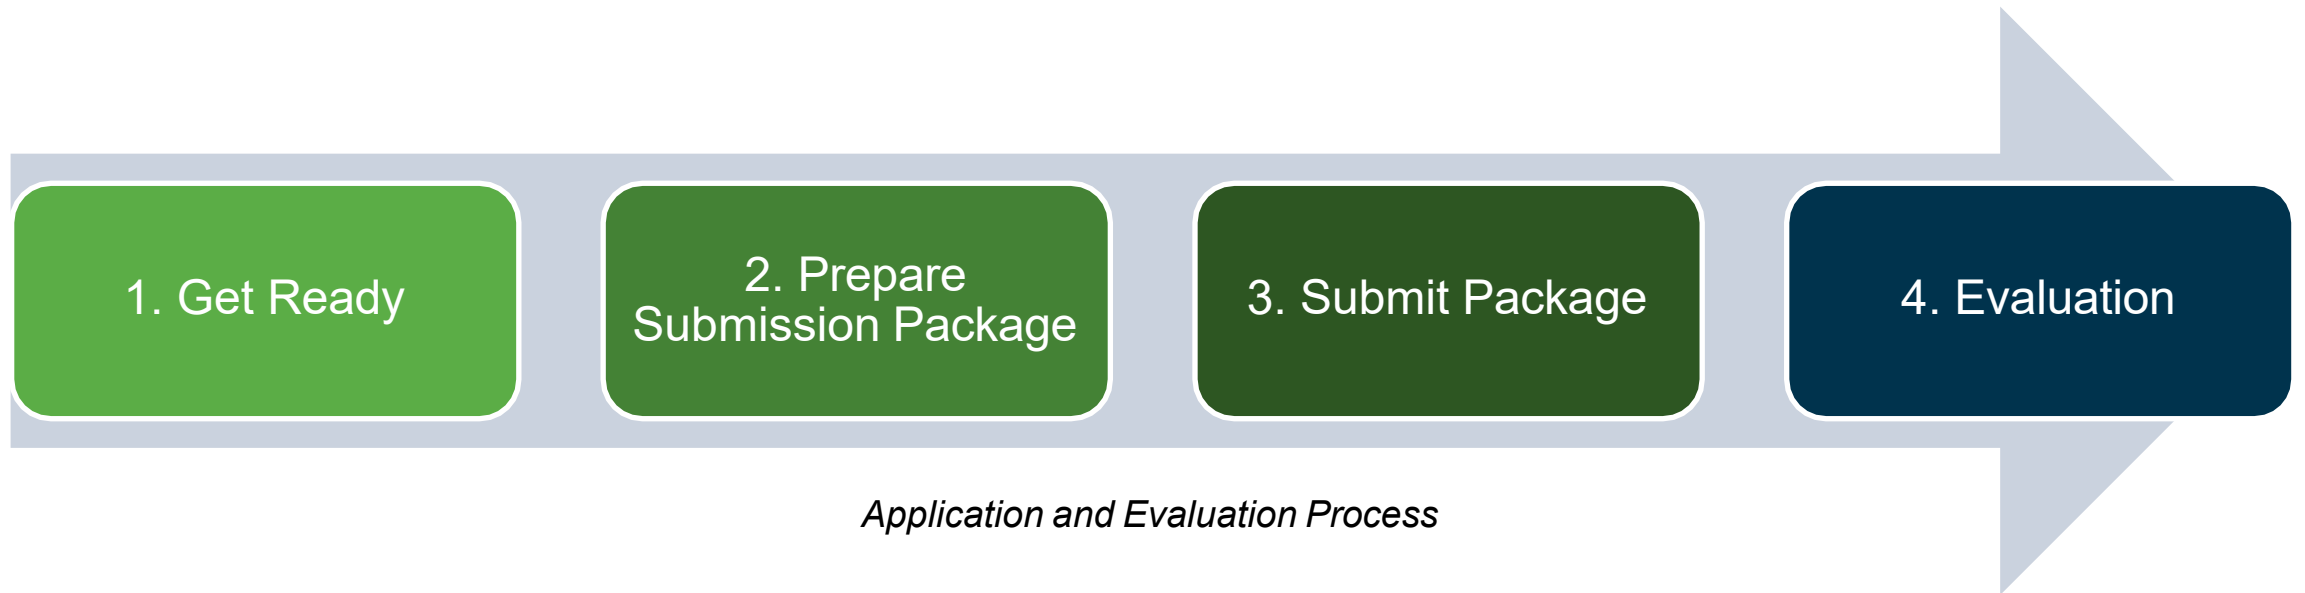 1. Get Ready
2. Prepare
Submission Package
3. Submit Package
4. Evaluation
Application and Evaluation Process